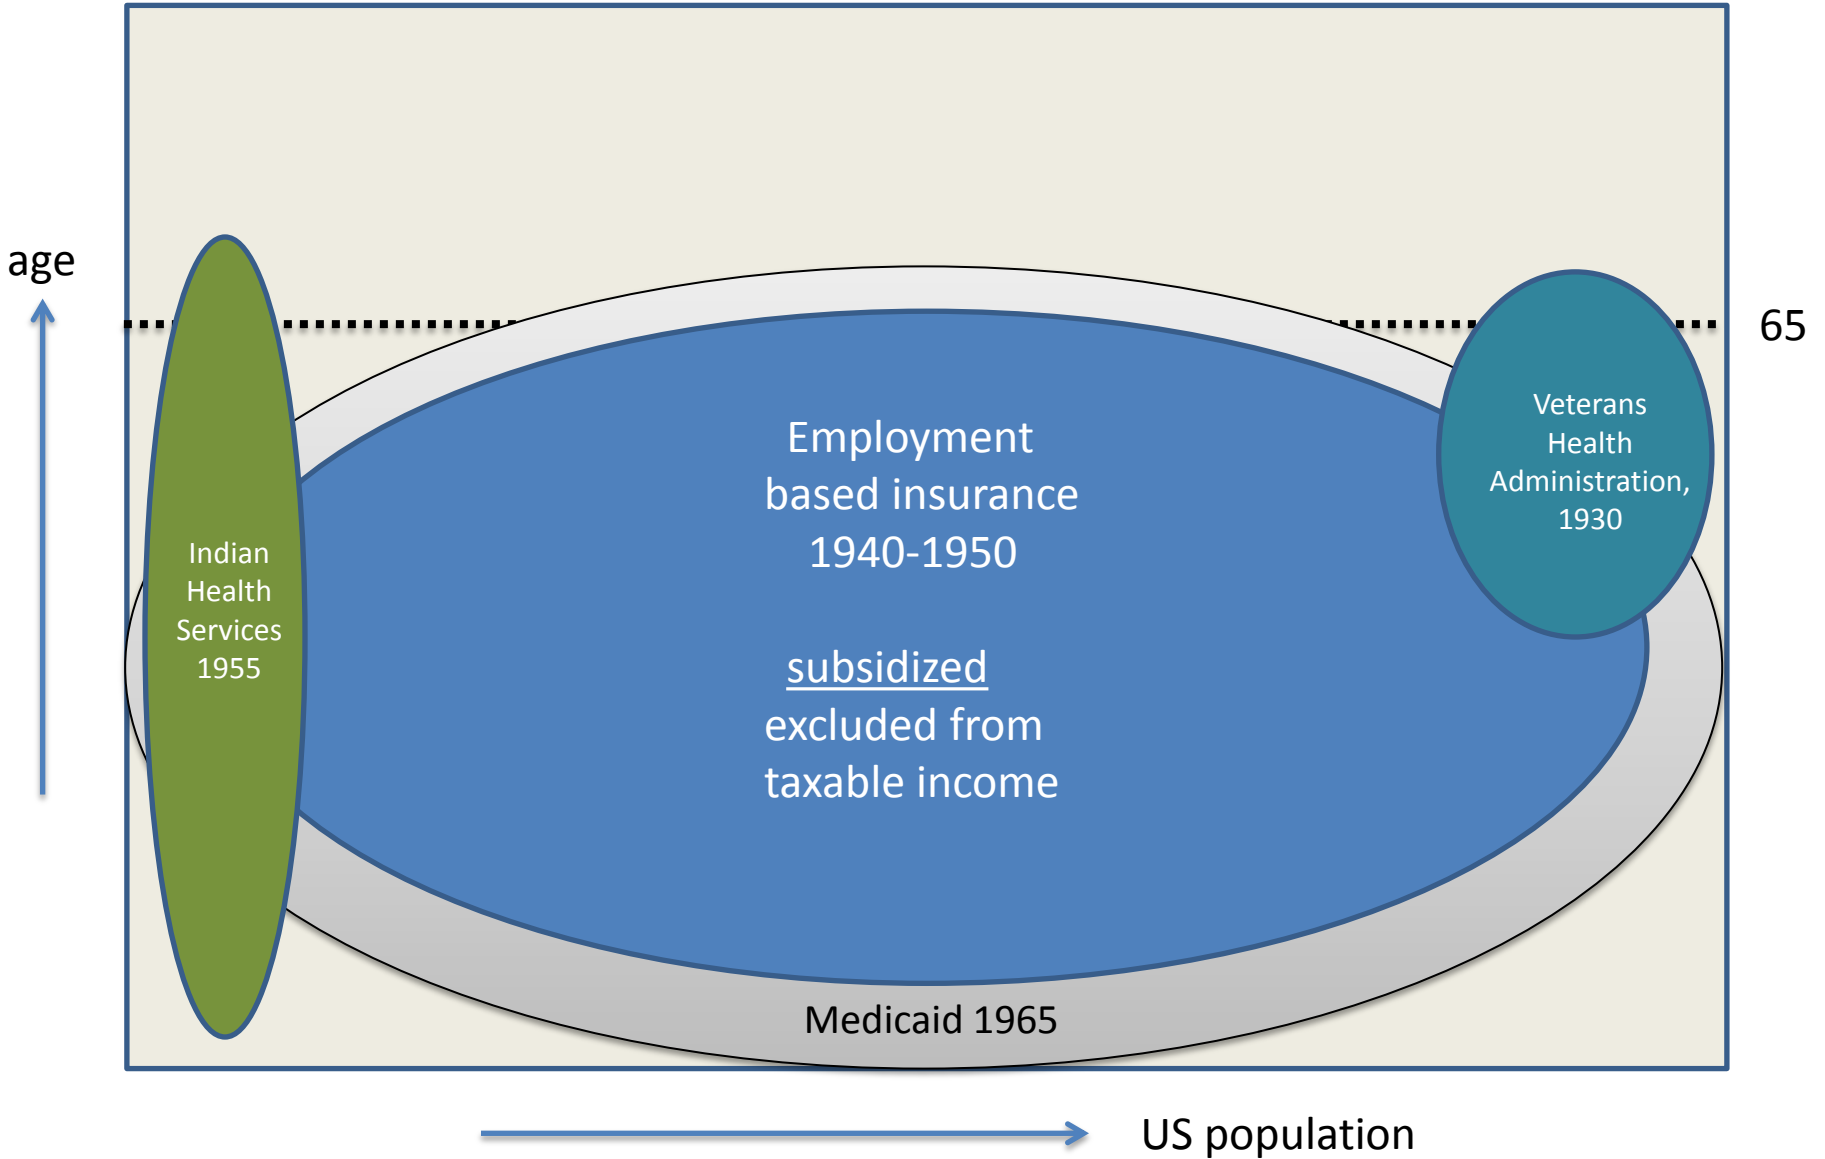 age
65
Employment
based insurance
1940-1950
subsidized
excluded from
taxable income
Veterans
Health
Administration,
1930
Indian
Health
Services
1955
Medicaid 1965
US population